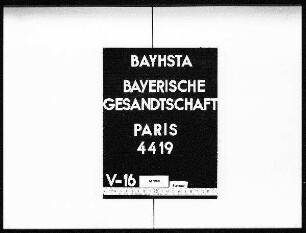 BAYHSTA
BAYERISCHE
GESANDTSCHAFT
PARIS
4419
V-16